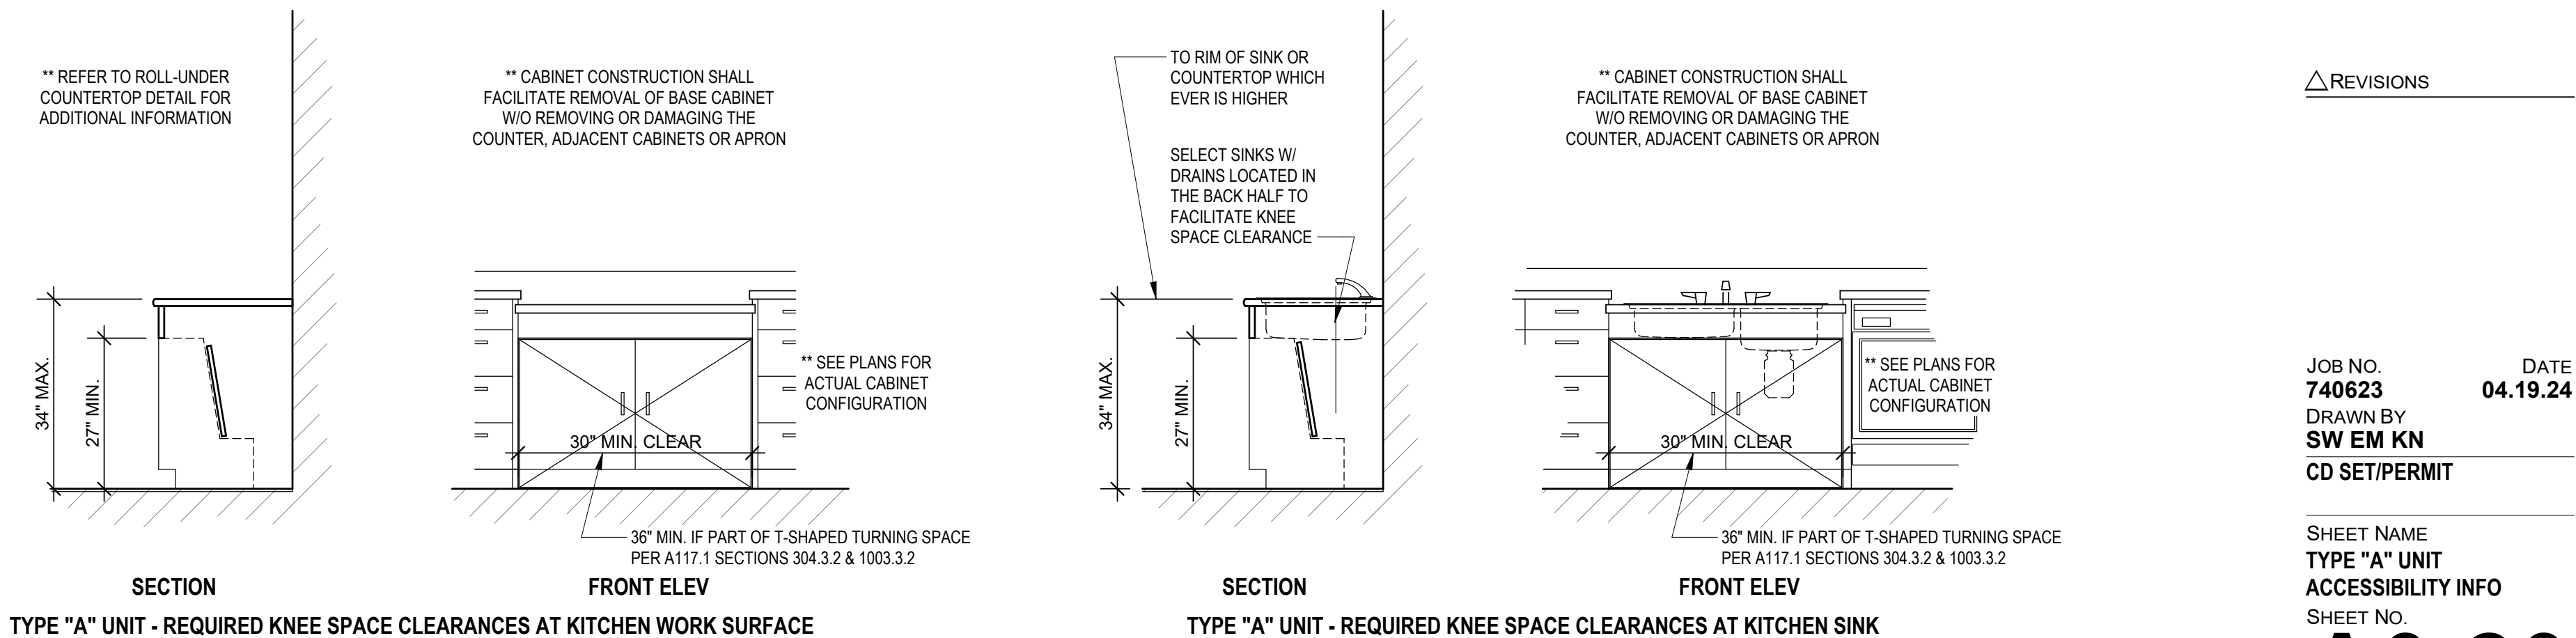 ** REFER TO ROLL-UNDER
COUNTERTOP DETAIL FOR
ADDITIONAL INFORMATION
34" MAX.
27" MIN.
SECTION
** CABINET CONSTRUCTION SHALL
FACILITATE REMOVAL OF BASE CABINET
W/O REMOVING OR DAMAGING THE
COUNTER, ADJACENT CABINETS OR APRON
** SEE PLANS FOR
ACTUAL CABINET
CONFIGURATION
30" MIN. CLEAR
36" MIN. IF PART OF T-SHAPED TURNING SPACE
PER A117.1 SECTIONS 304.3.2 & 1003.3.2
FRONT ELEV
TYPE "A" UNIT - REQUIRED KNEE SPACE CLEARANCES AT KITCHEN WORK SURFACE
TO RIM OF SINK OR
COUNTERTOP WHICH
EVER IS HIGHER
SELECT SINKS W/
DRAINS LOCATED IN
THE BACK HALF TO
FACILITATE KNEE
SPACE CLEARANCE
34" MAX.
27" MIN.
SECTION
** CABINET CONSTRUCTION SHALL
FACILITATE REMOVAL OF BASE CABINET
W/O REMOVING OR DAMAGING THE
COUNTER, ADJACENT CABINETS OR APRON
** SEE PLANS FOR
ACTUAL CABINET
CONFIGURATION
30" MIN. CLEAR
36" MIN. IF PART OF T-SHAPED TURNING SPACE
PER A117.1 SECTIONS 304.3.2 & 1003.3.2
FRONT ELEV
TYPE "A" UNIT - REQUIRED KNEE SPACE CLEARANCES AT KITCHEN SINK
REVISIONS
JOB NO. DATE
740623 04.19.24
DRAWN BY
SW EM KN
CD SET/PERMIT
SHEET NAME
TYPE "A" UNIT
ACCESSIBILITY INFO
SHEET NO.